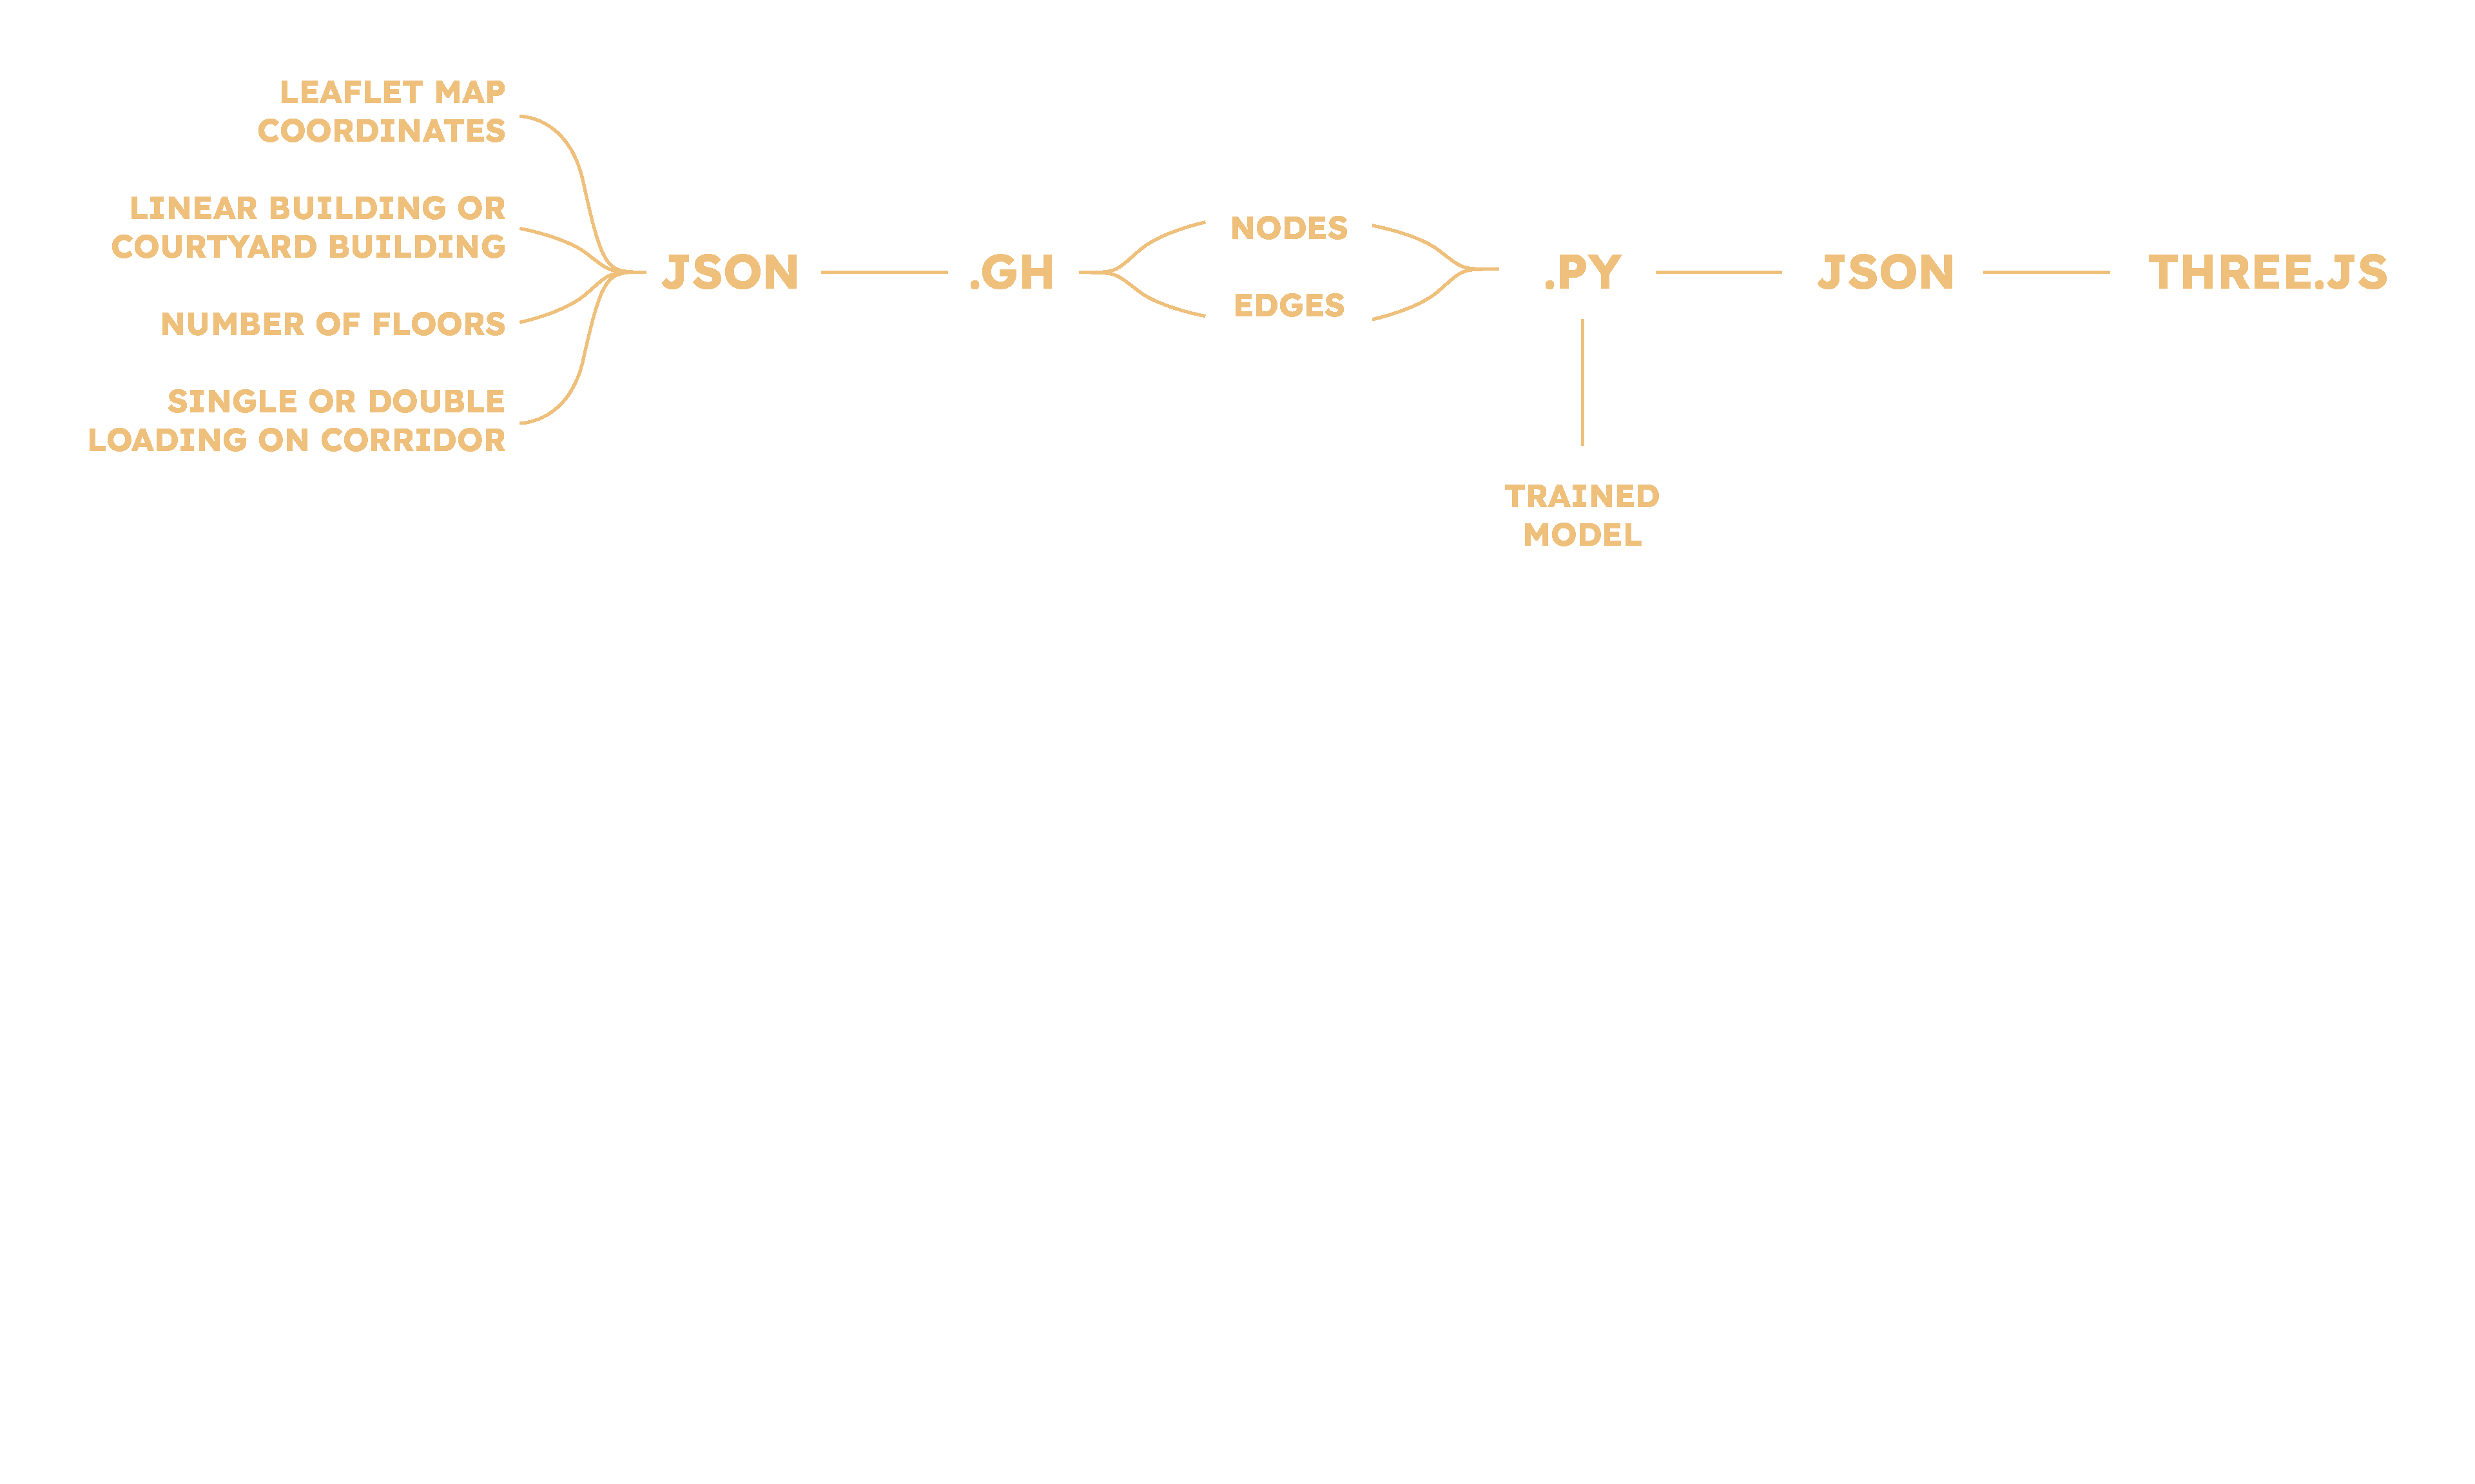 LEAFLET MAP
COORDINATES
LINEAR BUILDING OR
COURTYARD BUILDING
NUMBER OF FLOORS
SINGLE OR DOUBLE
LOADING ON CORRIDOR
JSON
.GH
NODES
EDGES
.PY
TRAINED
MODEL
JSON
THREE.JS